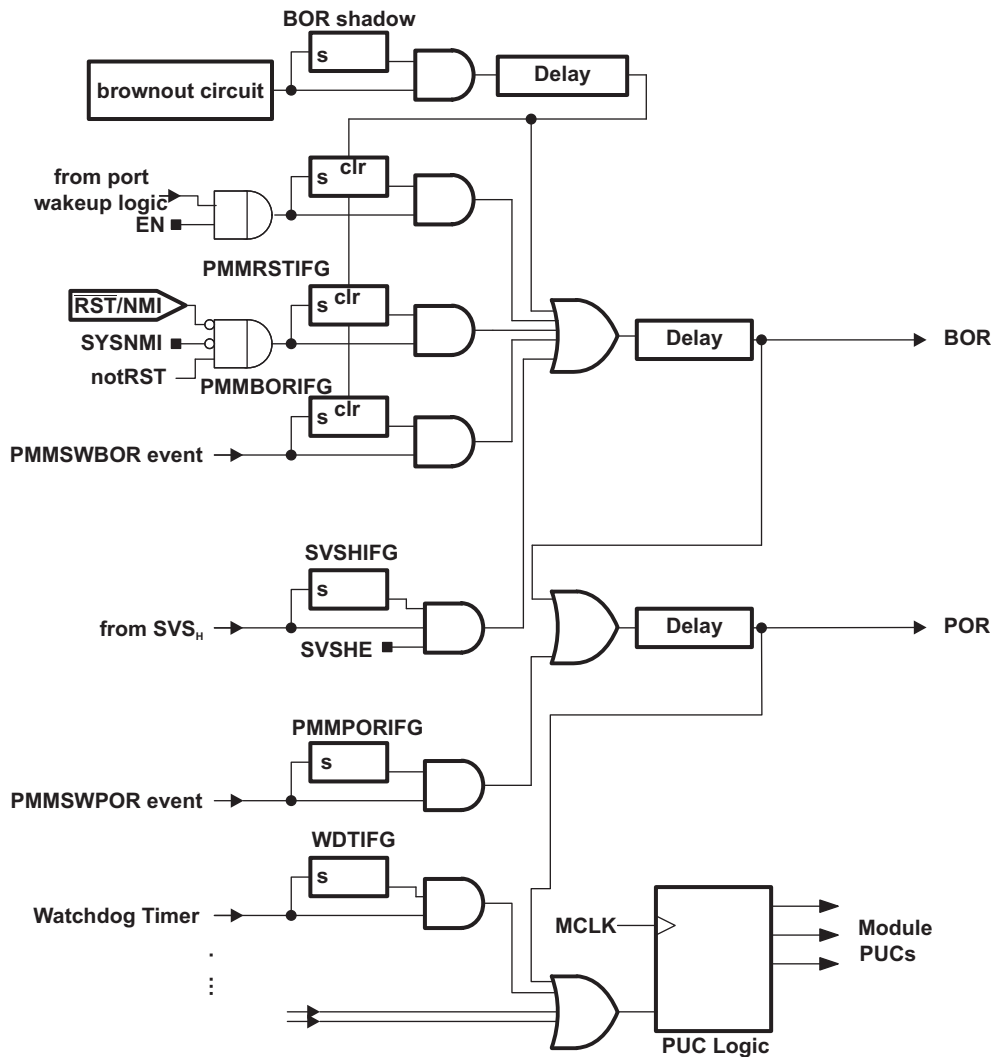 BOR shadow
s
brownout circuit
Delay
from port
wakeup logic
EN
s clr
PMMRSTIFG
RST/NMI
SYSNMI
notRST
s clr
PMMBORIFG
s clr
PMMSWBOR event
Delay
BOR
SVSHIFG
s
from SVSH
SVSHE
Delay
POR
PMMPORIFG
s
PMMSWPOR event
WDTIFG
s
Watchdog Timer
.
...
MCLK
Module
PUCs
PUC Logic